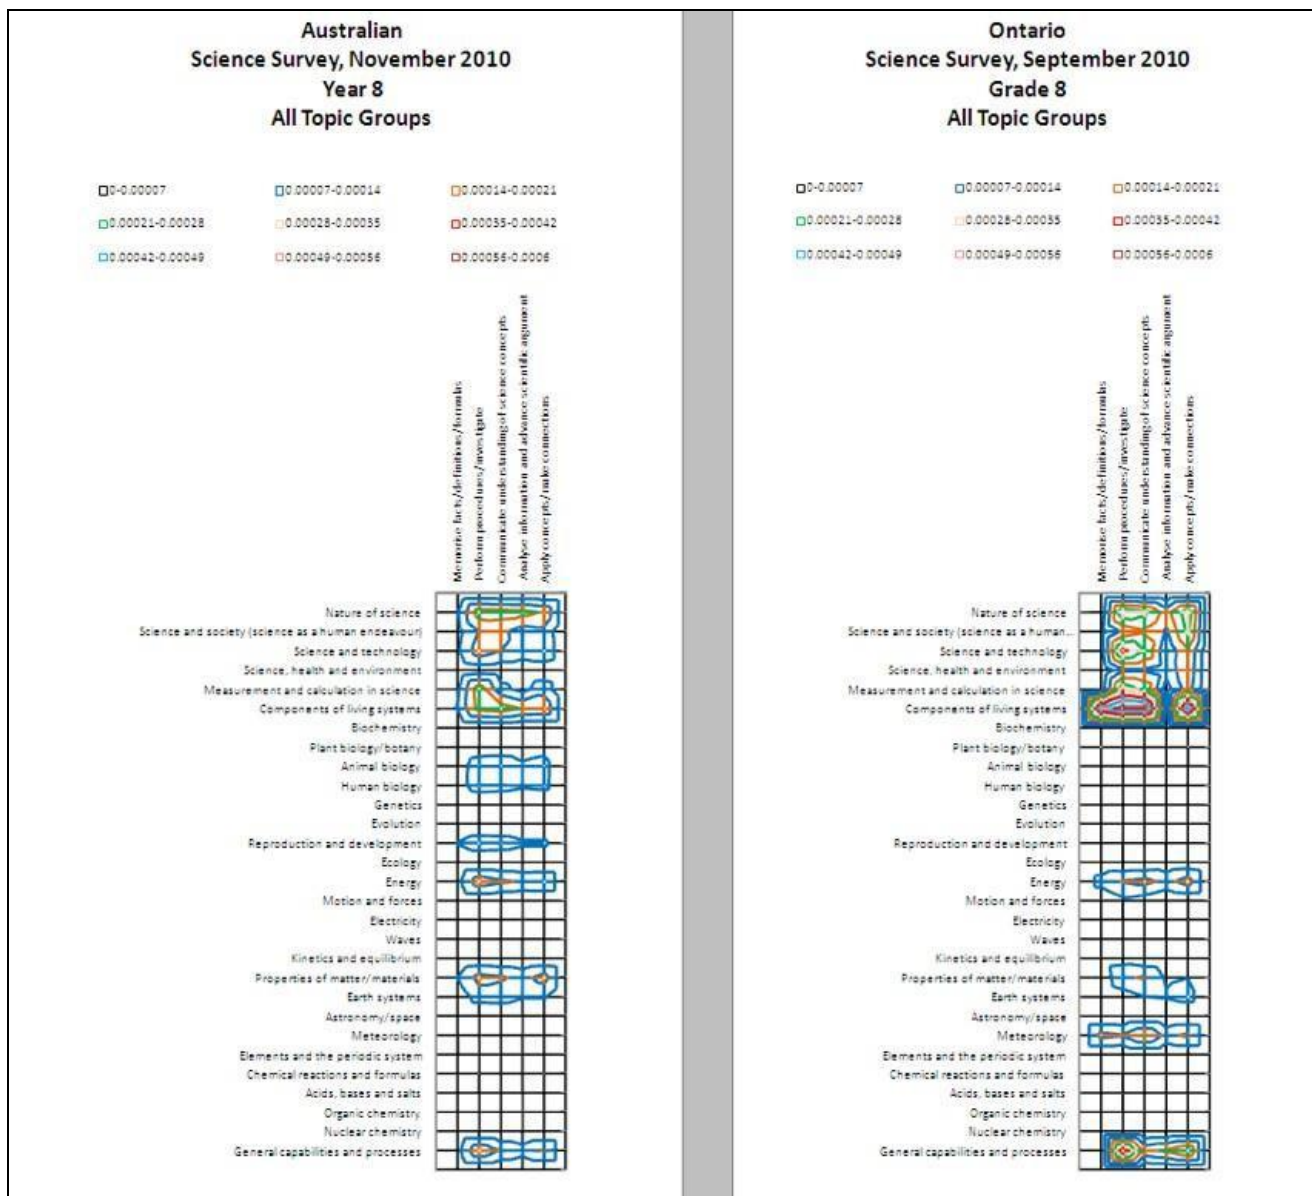 Australian
Science Survey, November 2010
Year 8
All Topic Groups
0-0.00007
0.00007-0.00014
0.00014-0.00021
0.00021-0.00028
0.00028-0.00035
0.00035-0.00042
0.00042-0.00049
0.00049-0.00056
0.00056-0.0006
Memorise facts/definitions/formulas
Perform procedures/investigate
Communicate understanding of science concepts
Analyse information and advance scientific argument
Apply concepts/make connections
Nature of science
Science and society (science as a human endeavour)
Science and technology
Science, health and environment
Measurement and calculation in science
Components of living systems
Biochemistry
Plant biology/botany
Animal biology
Human biology
Genetics
Evolution
Reproduction and development
Ecology
Energy
Motion and forces
Electricity
Waves
Kinetics and equilibrium
Properties of matter/materials
Earth systems
Astronomy/space
Meteorology
Elements and the periodic system
Chemical reactions and formulas
Acids, bases and salts
Organic chemistry
Nuclear chemistry
General capabilities and processes
Ontario
Science Survey, September 2010
Grade 8
All Topic Groups
0-0.00007
0.00007-0.00014
0.00014-0.00021
0.00021-0.00028
0.00028-0.00035
0.00035-0.00042
0.00042-0.00049
0.00049-0.00056
0.00056-0.0006
Memorise facts/definitions/formulas
Perform procedures/investigate
Communicate understanding of science concepts
Analyse information and advance scientific argument
Apply concepts/make connections
Nature of science
Science and society (science as a human...
Science and technology
Science, health and environment
Measurement and calculation in science
Components of living systems
Biochemistry
Plant biology/botany
Animal biology
Human biology
Genetics
Evolution
Reproduction and development
Ecology
Energy
Motion and forces
Electricity
Waves
Kinetics and equilibrium
Properties of matter/materials
Earth systems
Astronomy/space
Meteorology
Elements and the periodic system
Chemical reactions and formulas
Acids, bases and salts
Organic chemistry
Nuclear chemistry
General capabilities and processes